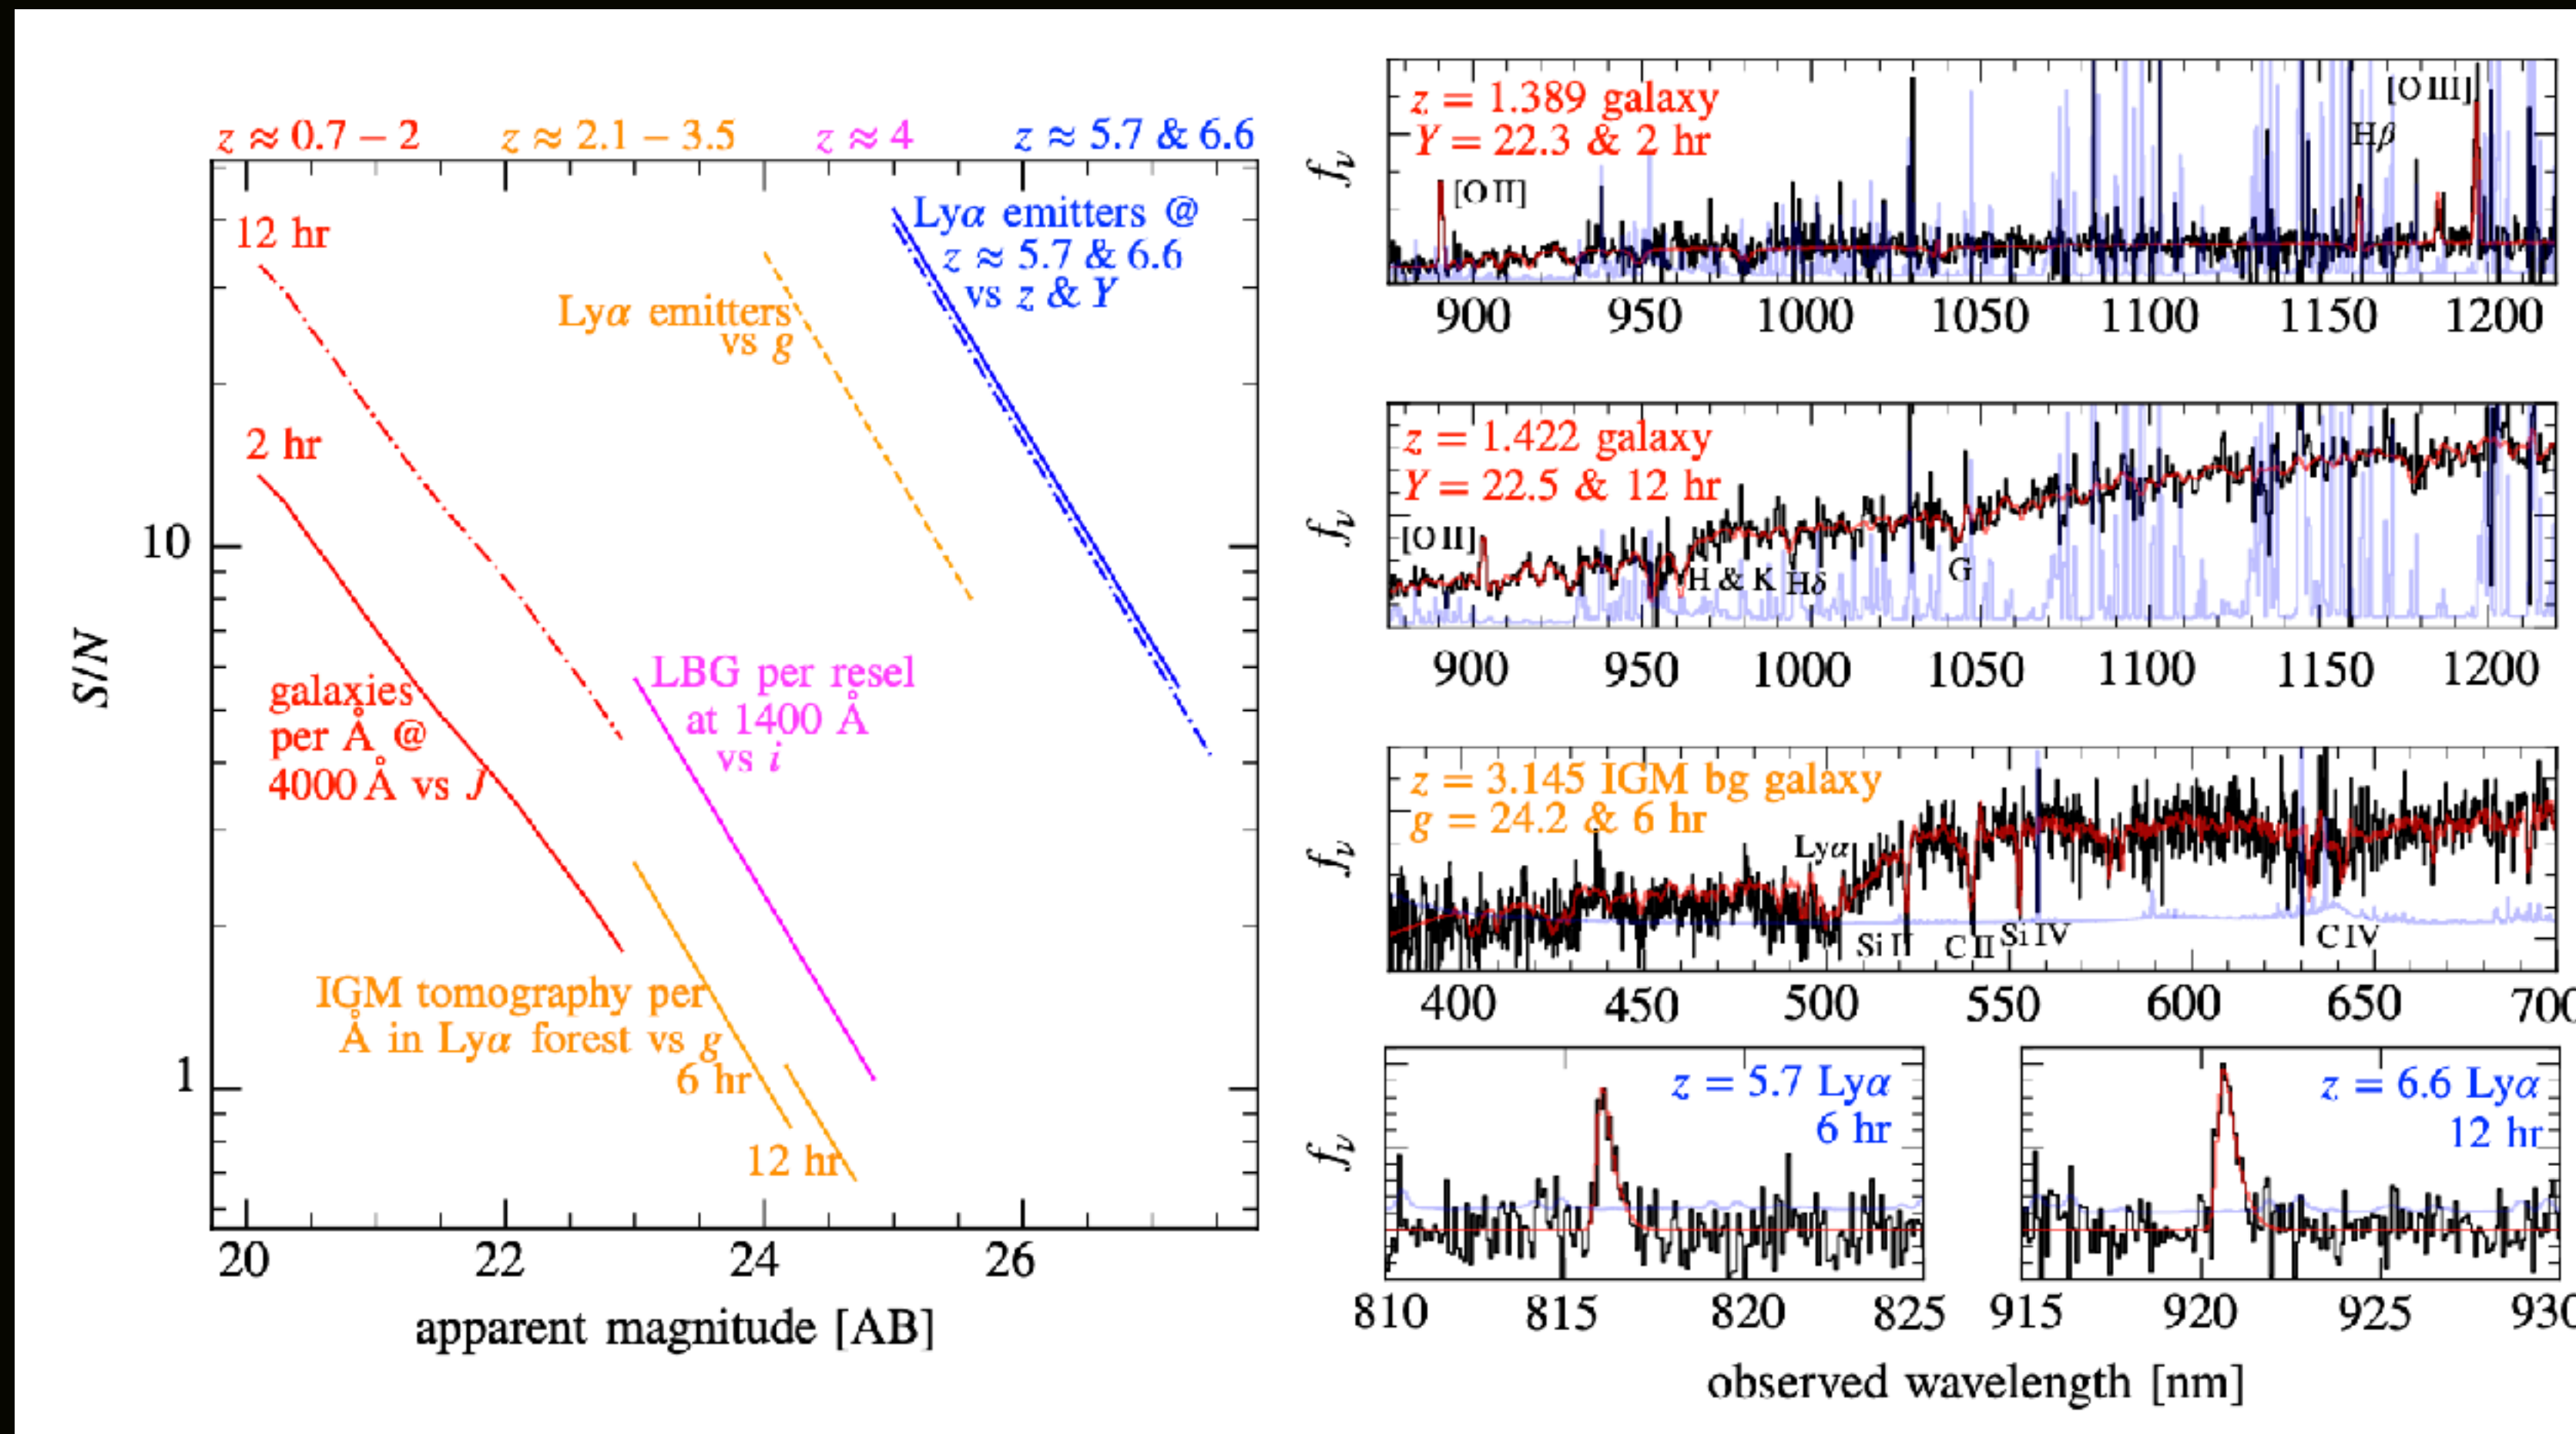 z ≈ 0.7 – 2
z ≈ 2.1 – 3.5
z ≈ 4
z ≈ 5.7 & 6.6
12 hr
2 hr
Lyα emitters
vs g
Lyα emitters @
z ≈ 5.7 & 6.6
vs z & Y
galaxies
per Å @
4000 Å vs J
LBG per resel
at 1400 Å
vs i
IGM tomography per
Å in Lyα forest vs g
6 hr
12 hr
S/N
10
1
20 22 24 26
apparent magnitude [AB]
fν
z = 1.389 galaxy
Y = 22.3 & 2 hr
[O II]
Hβ
[O III]
900 950 1000 1050 1100 1150 1200
fν
z = 1.422 galaxy
Y = 22.5 & 12 hr
[O II]
H & K Hδ
G
900 950 1000 1050 1100 1150 1200
fν
z = 3.145 IGM bg galaxy
g = 24.2 & 6 hr
Lyα
Si II
C II
Si IV
C IV
400 450 500 550 600 650 700
fν
z = 5.7 Lyα
6 hr
810 815 820 825
z = 6.6 Lyα
12 hr
915 920 925 930
observed wavelength [nm]